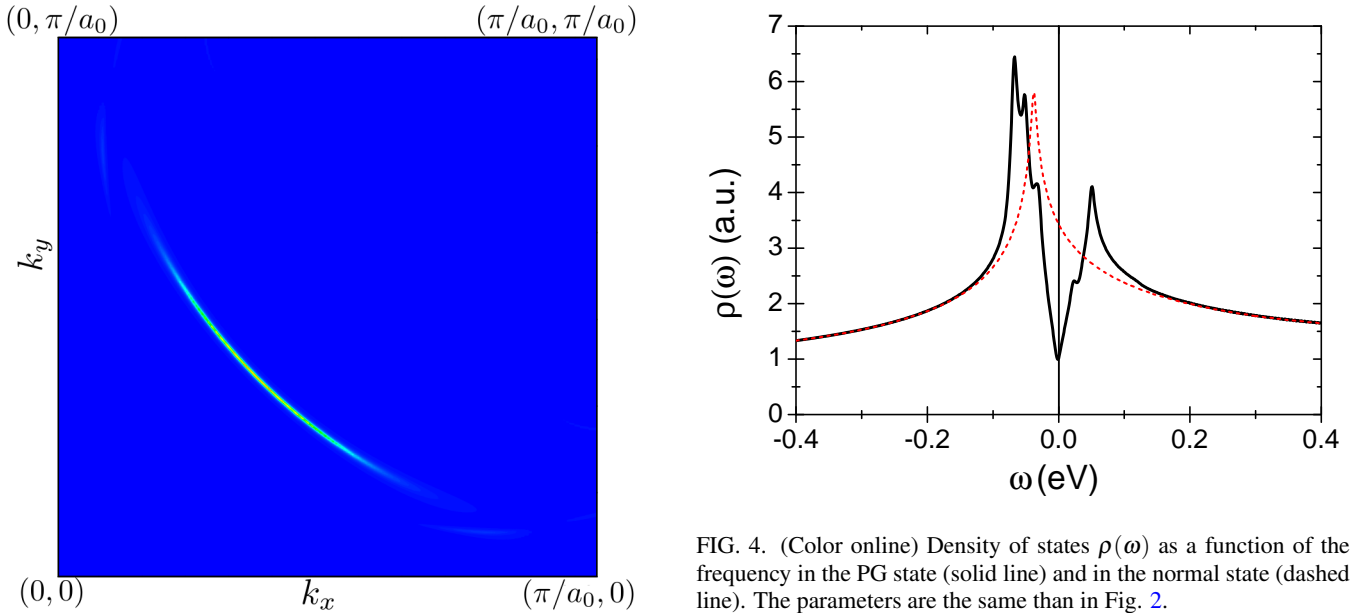 (0, π/a₀) (π/a₀, π/a₀)
k_y
(0, 0) k_x (π/a₀, 0)
7
6
5
4
3
2
1
0
ρ(ω) (a.u.)
-0.4 -0.2 0.0 0.2 0.4
ω (eV)
FIG. 4. (Color online) Density of states ρ(ω) as a function of the
frequency in the PG state (solid line) and in the normal state (dashed
line). The parameters are the same than in Fig. 2.